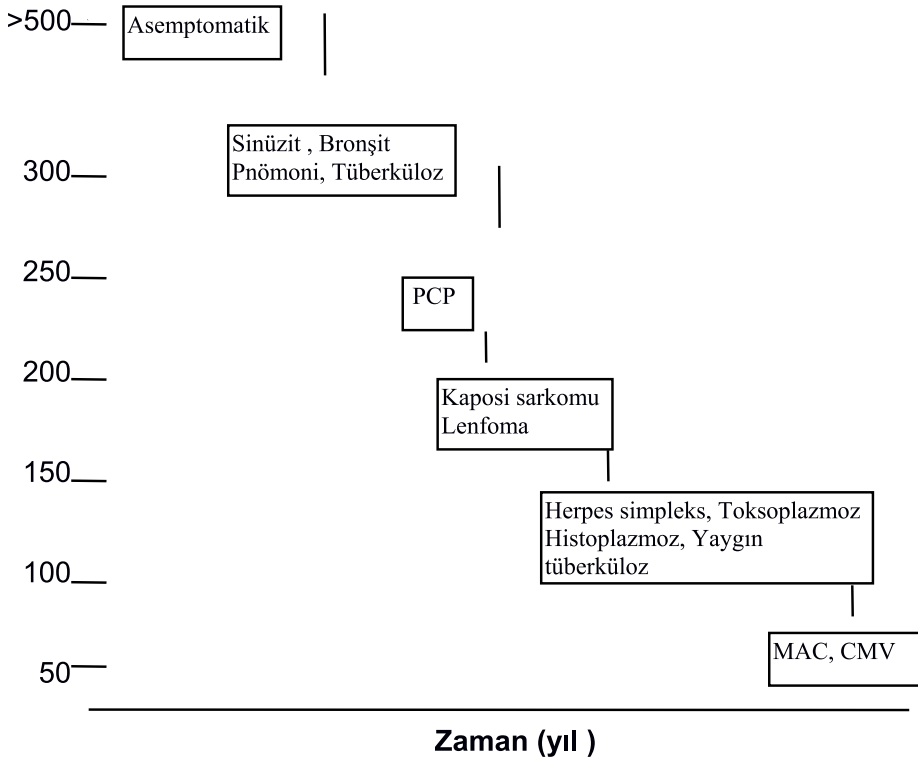 >500
Asemptomatik
Sinüzit , Bronşit
Pnömoni, Tüberküloz
300
250
PCP
200
Kaposi sarkomu
Lenfoma
150
Herpes simpleks, Toksoplazmoz
Histoplazmoz, Yaygın
tüberküloz
100
MAC, CMV
50
Zaman (yıl )